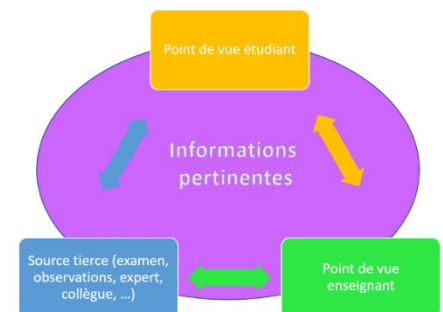 Point de vue étudiant
Informations
pertinentes
Source tierce (examen,
observations, expert,
collègue, ...)
Point de vue
enseignant